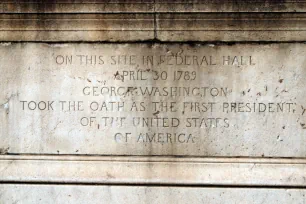 ON THIS SITE IN FEDERAL HALL
APRIL 30 1789
GEORGE WASHINGTON
TOOK THE OATH AS THE FIRST PRESIDENT
OF THE UNITED STATES
OF AMERICA